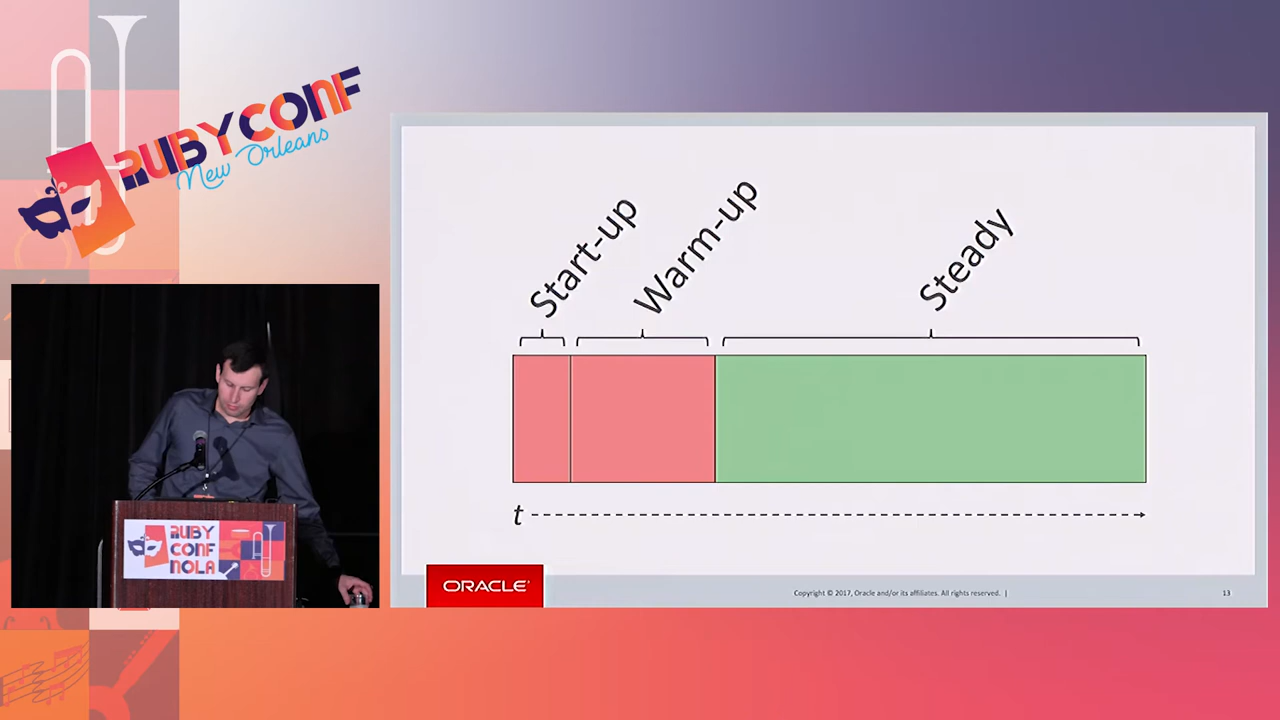 RUBYCONF
New Orleans
Start-up
Warm-up
Steady
t
ORACLE
Copyright © 2017, Oracle and/or its affiliates. All rights reserved. |
13
RUBY
CONF
NOLA